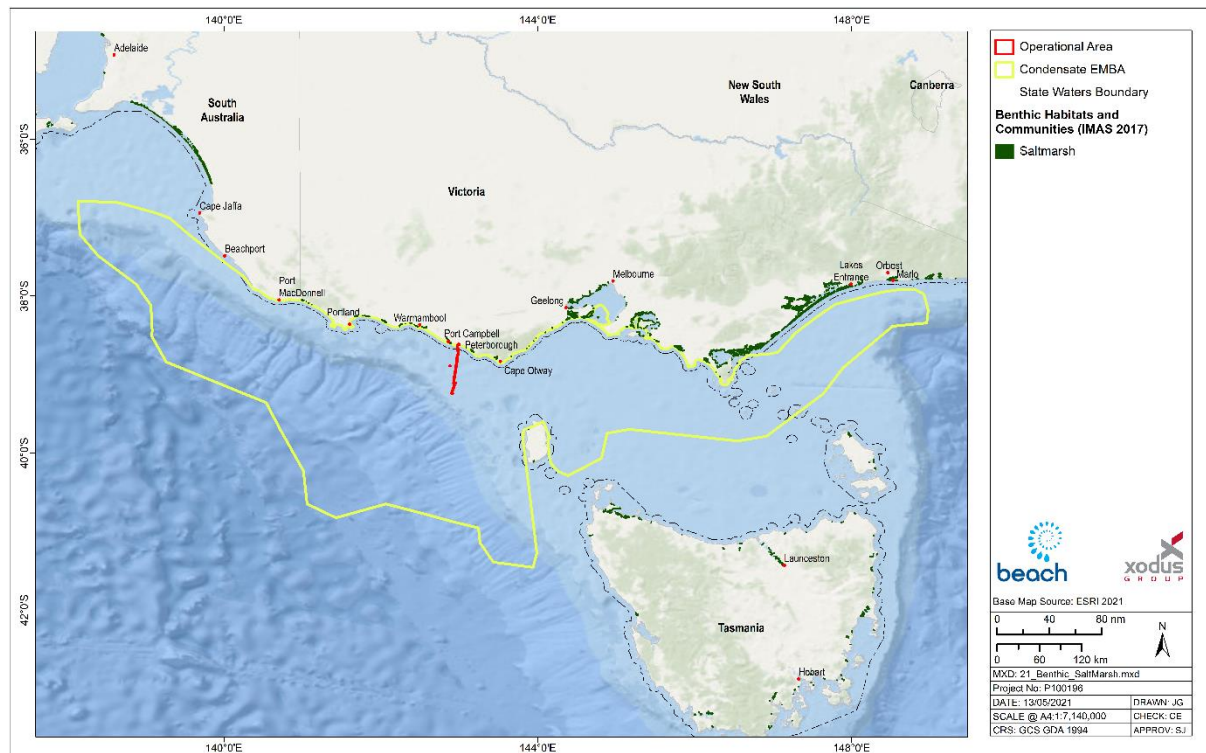 140°0'E
144°0'E
148°0'E
Adelaide
South
Australia
New South
Wales
Canberra
36°S
Victoria
Cape Jaffa
Beachport
Melbourne
Lakes
Entrance
Orbost
Marlo
Port
MacDonnell
Geelong
38°0'S
Portland
Warrnambool
Port Campbell
Peterborough
Cape Otway
40°0'S
Launceston
42°0'S
Tasmania
Hobart
140°0'E
144°0'E
148°0'E
Operational Area
Condensate EMBA
State Waters Boundary
Benthic Habitats and
Communities (IMAS 2017)
Saltmarsh
beach
xodus
GROUP
Base Map Source: ESRI 2021
0 40 80 nm
N
0 60 120 km
MXD: 21_Benthic_SaltMarsh.mxd
Project No: P100196
DATE: 13/05/2021 DRAWN: JG
SCALE @ A4:1:7,140,000 CHECK: CE
CRS: GCS GDA 1994 APPROV: SJ